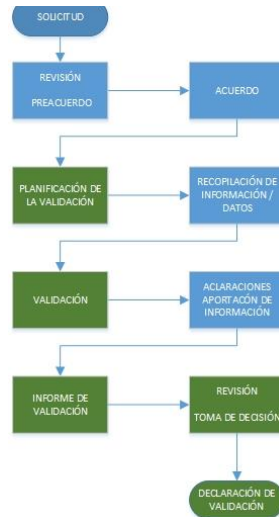 SOLICITUD
REVISIÓN
PREACUERDO
ACUERDO
PLANIFICACIÓN DE
LA VALIDACIÓN
RECOPILACIÓN DE
INFORMACIÓN /
DATOS
VALIDACIÓN
ACLARACIONES
APORTACÓN DE
INFORMACIÓN
INFORME DE
VALIDACIÓN
REVISIÓN
TOMA DE DECISIÓN
DECLARACIÓN DE
VALIDACIÓN